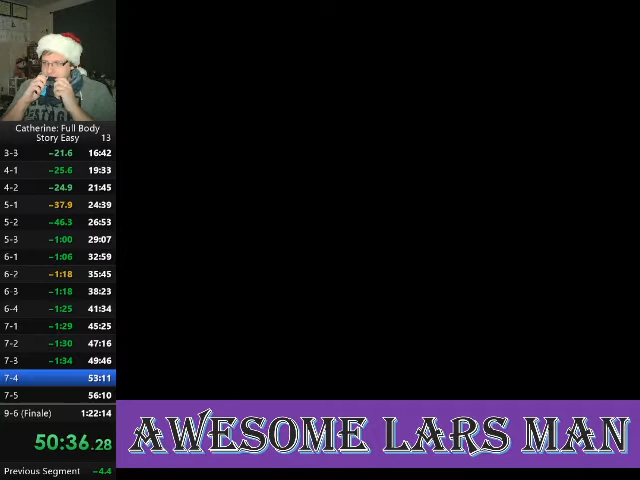 Catherine: Full Body
Story Easy 13
3-3 −21.6 16:42
4-1 −25.6 19:33
4-2 −24.9 21:45
5-1 −37.9 24:39
5-2 −46.3 26:53
5-3 −1:00 29:07
6-1 −1:06 32:59
6-2 −1:18 35:45
6-3 −1:18 38:23
6-4 −1:25 41:34
7-1 −1:29 45:25
7-2 −1:30 47:16
7-3 −1:34 49:46
7-4 53:11
7-5 56:10
9-6 (Finale) 1:22:14
50:36.28
Previous Segment −4.4
AWESOME LARS MAN